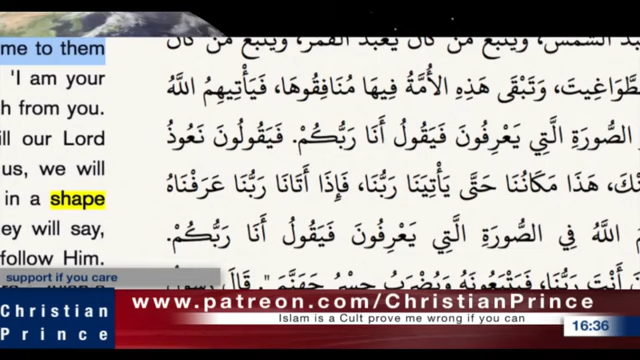 me to them
'I am your
h from you.
ill our Lord
us, we will
in a shape
ey will say,
follow Him.
الشَّمْسَ، وَيَتْبَعُ مَنْ كَانَ يَعْبُدُ الْقَمَرَ، وَيَتْبَعُ مَنْ كَانَ
الطَّوَاغِيتَ، وَتَبْقَى هَذِهِ الأُمَّةُ فِيهَا مُنَافِقُوهَا، فَيَأْتِيهِمُ اللَّهُ
الصُّورَةِ الَّتِي يَعْرِفُونَ فَيَقُولُ أَنَا رَبُّكُمْ. فَيَقُولُونَ نَعُوذُ
هَذَا مَكَانُنَا حَتَّى يَأْتِيَنَا رَبُّنَا، فَإِذَا أَتَانَا رَبُّنَا عَرَفْنَاهُ
اللَّهُ فِي الصُّورَةِ الَّتِي يَعْرِفُونَ فَيَقُولُ أَنَا رَبُّكُمْ.
أَنْتَ رَبُّنَا، فَيَتْبَعُونَهُ وَيُضْرَبُ جِسْرُ جَهَنَّمَ ‏"‏‏.‏ قَالَ رَسُولُ
support if you care
Christian
Prince
www.patreon.com/ChristianPrince
Islam is a Cult prove me wrong if you can
16:36